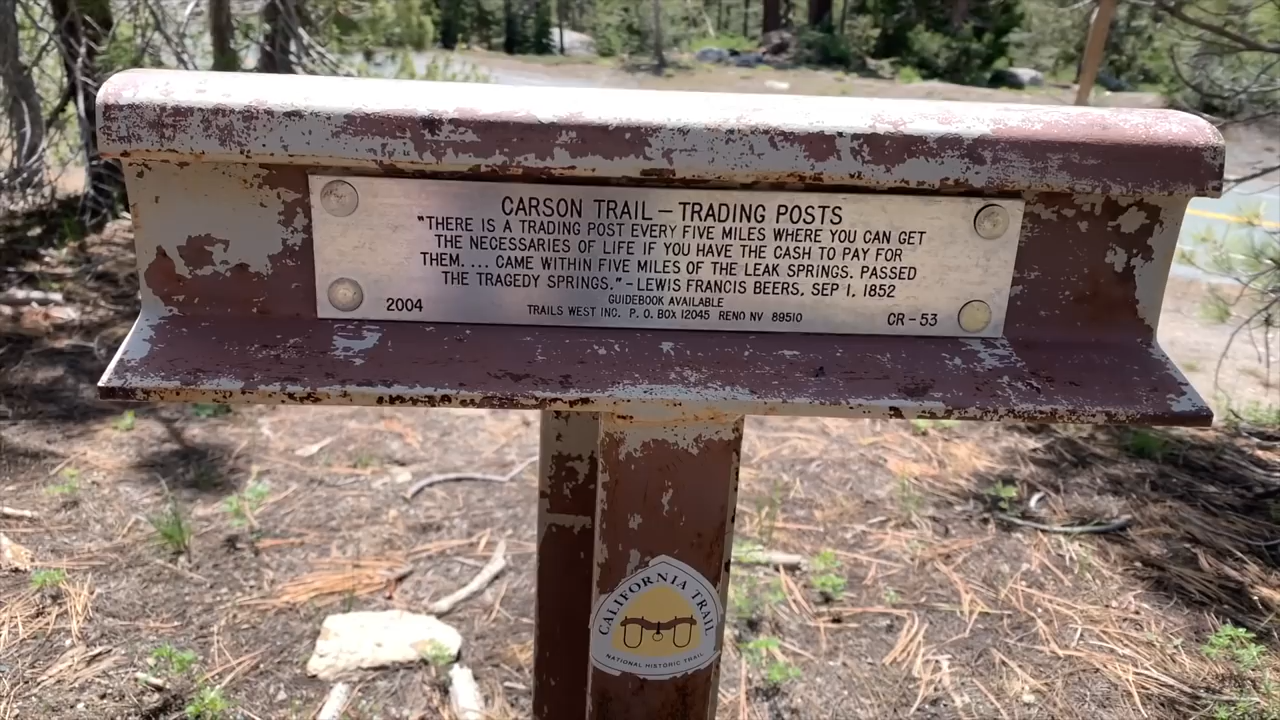 CARSON TRAIL – TRADING POSTS
"THERE IS A TRADING POST EVERY FIVE MILES WHERE YOU CAN GET
THE NECESSARIES OF LIFE IF YOU HAVE THE CASH TO PAY FOR
THEM. ... CAME WITHIN FIVE MILES OF THE LEAK SPRINGS. PASSED
THE TRAGEDY SPRINGS." – LEWIS FRANCIS BEERS, SEP 1, 1852
GUIDEBOOK AVAILABLE
2004 TRAILS WEST INC. P. O. BOX 12045 RENO NV 89510 CR-53
CALIFORNIA TRAIL
NATIONAL HISTORIC TRAIL